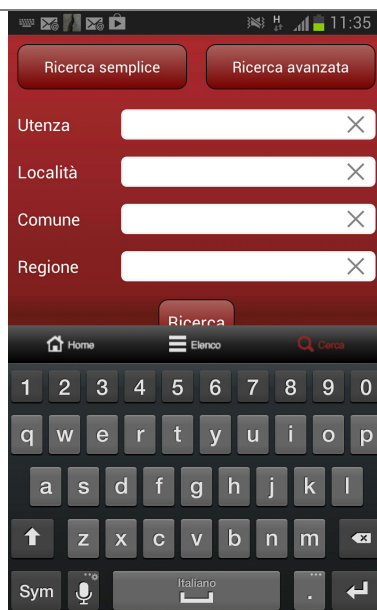 H 11:35
Ricerca semplice Ricerca avanzata
Utenza
Località
Comune
Regione
Ricerca
Home Elenco Cerca
1 2 3 4 5 6 7 8 9 0
q w e r t y u i o p
a s d f g h j k l
z x c v b n m
Sym Italiano .